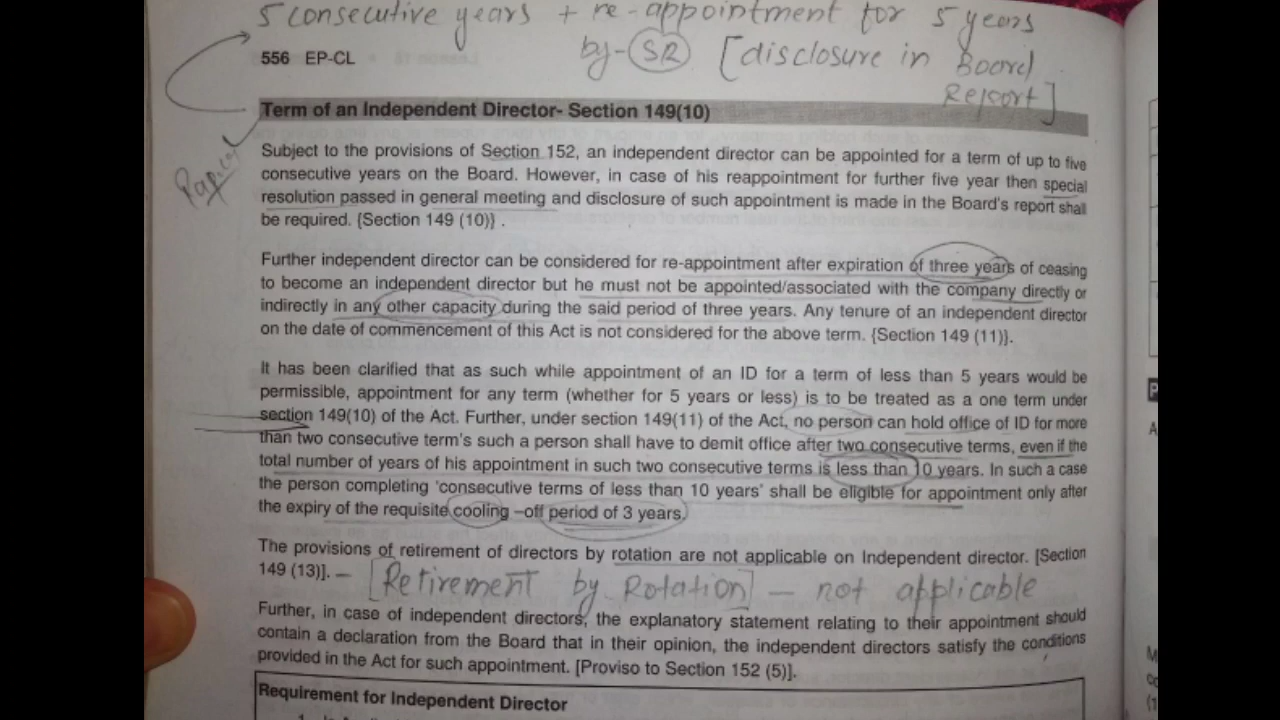 5 consecutive years + re-appointment for 5 years
by - SR [disclosure in Board
Report]
556 EP-CL
Term of an Independent Director- Section 149(10)
Subject to the provisions of Section 152, an independent director can be appointed for a term of up to five
consecutive years on the Board. However, in case of his reappointment for further five year then special
resolution passed in general meeting and disclosure of such appointment is made in the Board's report shall
be required. {Section 149 (10)} .
Further independent director can be considered for re-appointment after expiration of three years of ceasing
to become an independent director but he must not be appointed/associated with the company directly or
indirectly in any other capacity during the said period of three years. Any tenure of an independent director
on the date of commencement of this Act is not considered for the above term. {Section 149 (11)}.
It has been clarified that as such while appointment of an ID for a term of less than 5 years would be
permissible, appointment for any term (whether for 5 years or less) is to be treated as a one term under
section 149(10) of the Act. Further, under section 149(11) of the Act, no person can hold office of ID for more
than two consecutive term's such a person shall have to demit office after two consecutive terms, even if the
total number of years of his appointment in such two consecutive terms is less than 10 years. In such a case
the person completing 'consecutive terms of less than 10 years' shall be eligible for appointment only after
the expiry of the requisite cooling –off period of 3 years.
The provisions of retirement of directors by rotation are not applicable on Independent director. [Section
149 (13)]. – [Retirement by Rotation] – not applicable
Further, in case of independent directors, the explanatory statement relating to their appointment should
contain a declaration from the Board that in their opinion, the independent directors satisfy the conditions
provided in the Act for such appointment. [Proviso to Section 152 (5)].
Requirement for Independent Director